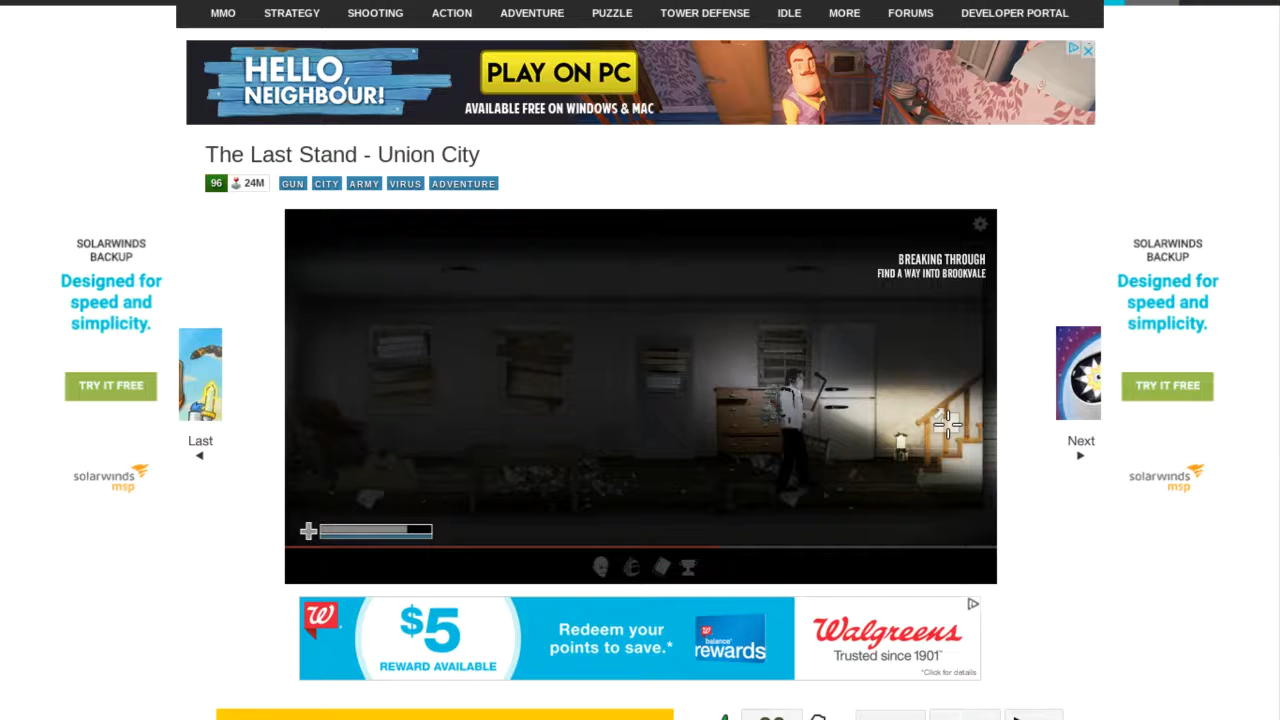 MMO STRATEGY SHOOTING ACTION ADVENTURE PUZZLE TOWER DEFENSE IDLE MORE FORUMS DEVELOPER PORTAL
HELLO,
NEIGHBOUR!
PLAY ON PC
AVAILABLE FREE ON WINDOWS & MAC
The Last Stand - Union City
96 24M GUN CITY ARMY VIRUS ADVENTURE
SOLARWINDS
BACKUP
Designed for
speed and
simplicity.
TRY IT FREE
Last
solarwinds
msp
BREAKING THROUGH
FIND A WAY INTO BROOKVALE
SOLARWINDS
BACKUP
Designed for
speed and
simplicity.
TRY IT FREE
Next
solarwinds
msp
W
$5
REWARD AVAILABLE
Redeem your
points to save.*
W
balance®
rewards
Walgreens
Trusted since 1901™
*Click for details